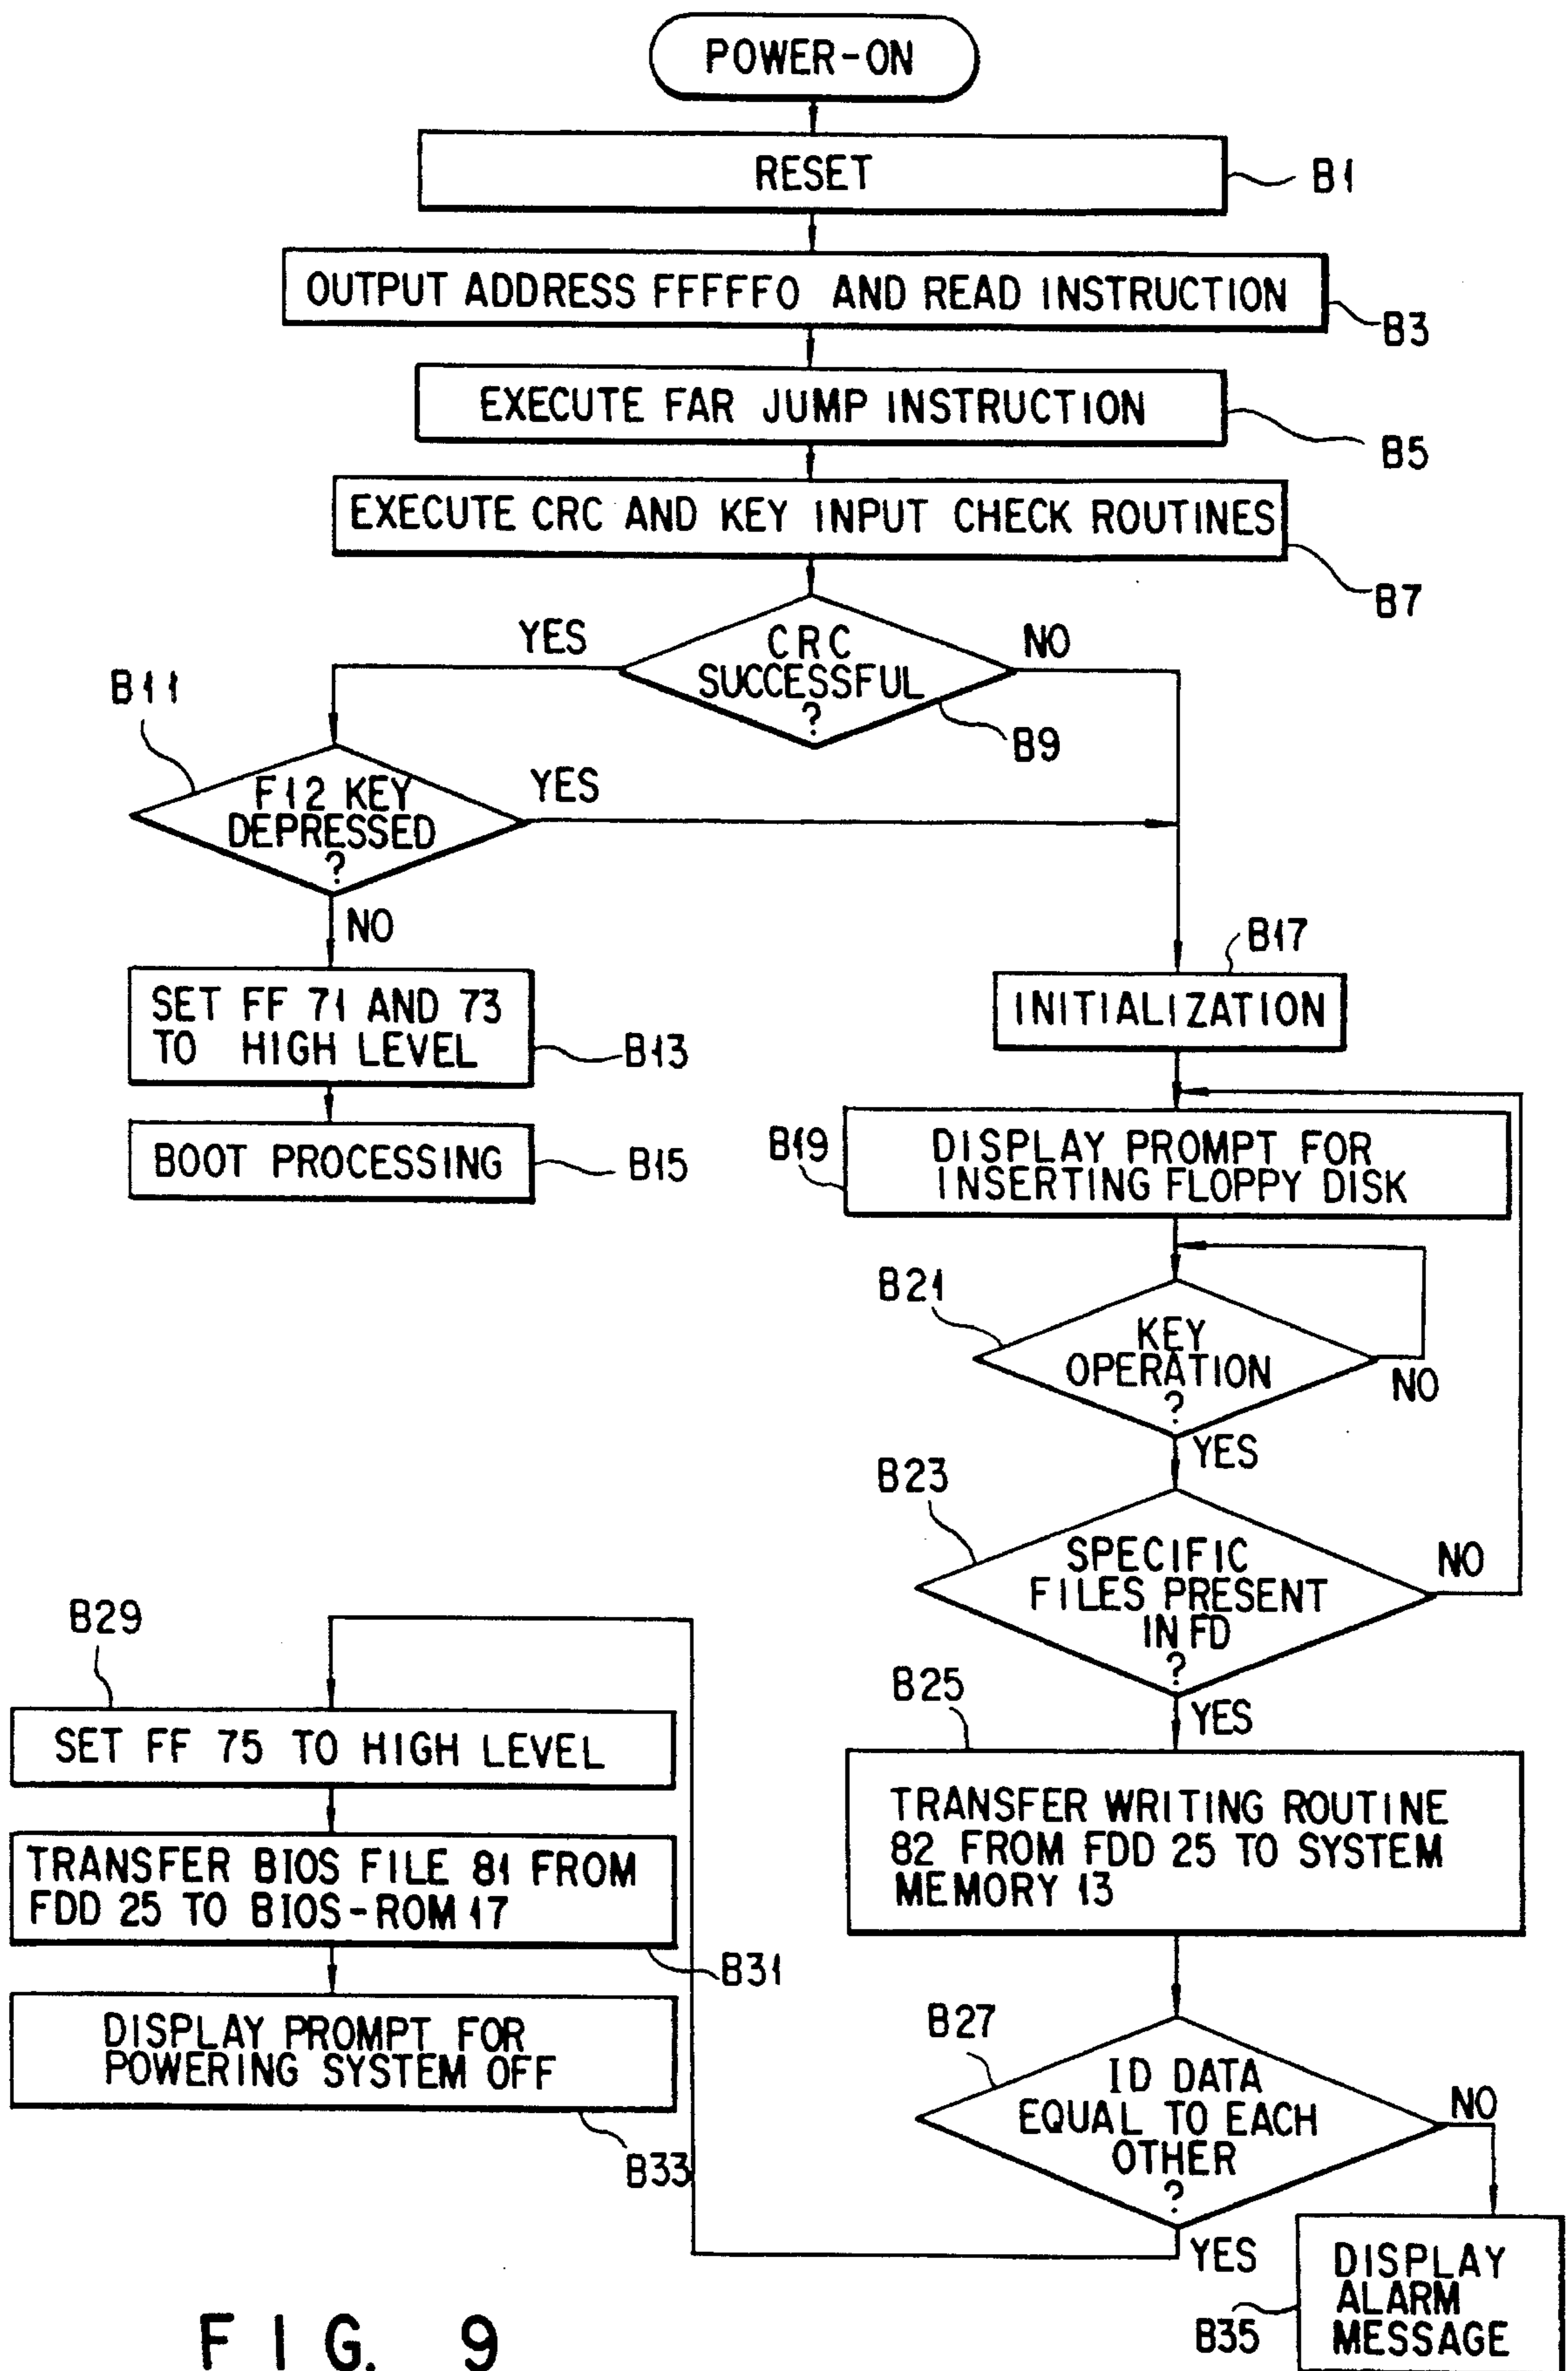 POWER-ON
RESET
B1
OUTPUT ADDRESS FFFFF0 AND READ INSTRUCTION
B3
EXECUTE FAR JUMP INSTRUCTION
B5
EXECUTE CRC AND KEY INPUT CHECK ROUTINES
B7
YES
CRC
SUCCESSFUL
?
NO
B9
B11
F12 KEY
DEPRESSED
?
YES
NO
SET FF 71 AND 73
TO HIGH LEVEL
B13
BOOT PROCESSING
B15
B17
INITIALIZATION
B19
DISPLAY PROMPT FOR
INSERTING FLOPPY DISK
B21
KEY
OPERATION
?
NO
YES
B23
SPECIFIC
FILES PRESENT
IN FD
?
NO
YES
B25
TRANSFER WRITING ROUTINE
82 FROM FDD 25 TO SYSTEM
MEMORY 13
B27
ID DATA
EQUAL TO EACH
OTHER
?
NO
YES
B29
SET FF 75 TO HIGH LEVEL
TRANSFER BIOS FILE 81 FROM
FDD 25 TO BIOS-ROM 17
B31
DISPLAY PROMPT FOR
POWERING SYSTEM OFF
B33
DISPLAY
ALARM
MESSAGE
B35
FIG. 9